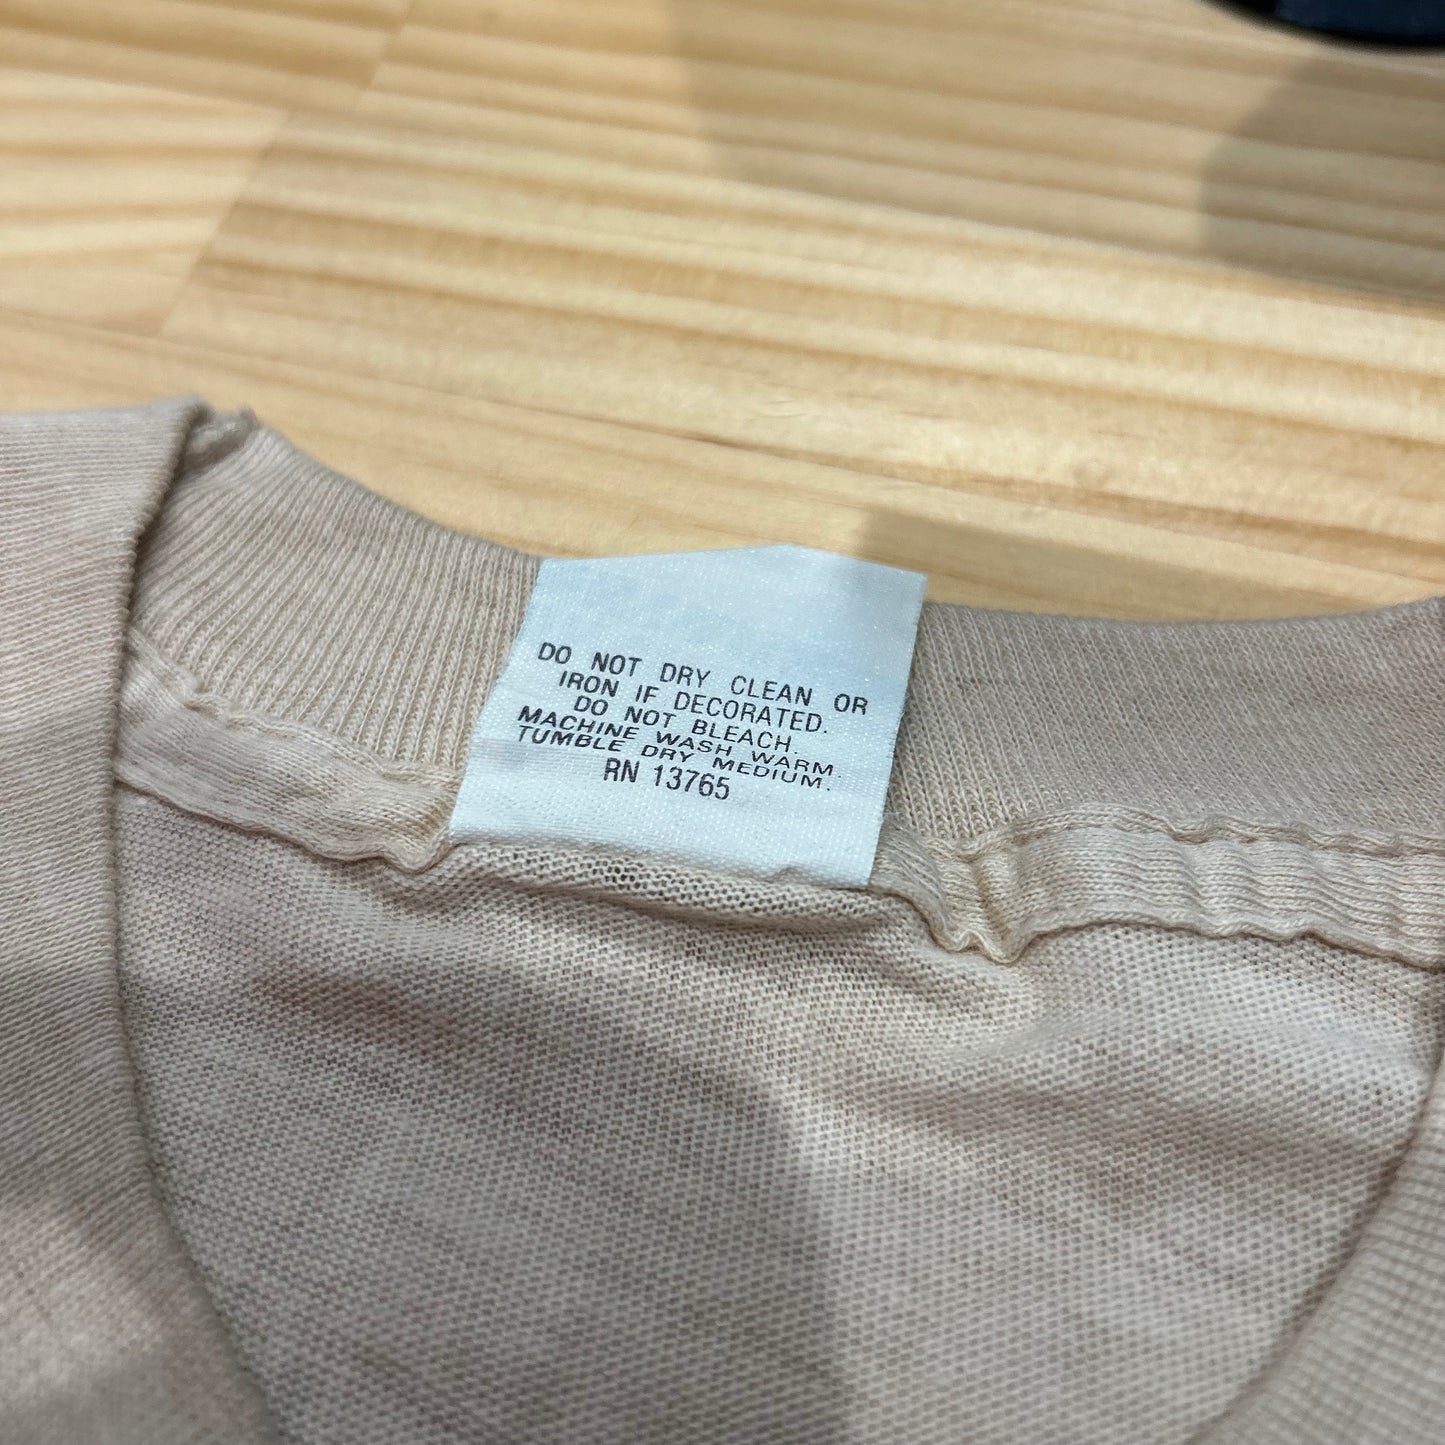 DO NOT DRY CLEAN OR
IRON IF DECORATED.
DO NOT BLEACH.
MACHINE WASH WARM.
TUMBLE DRY MEDIUM.
RN 13765